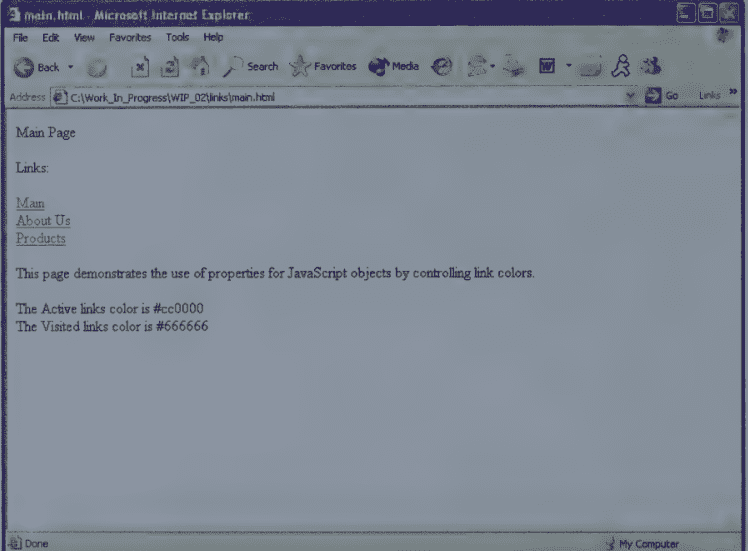 main.html - Microsoft Internet Explorer
File Edit View Favorites Tools Help
Back Search Favorites Media
Address C:\Work_In_Progress\WIP_02\links\main.html Go Links »
Main Page
Links:
Main
About Us
Products
This page demonstrates the use of properties for JavaScript objects by controlling link colors.
The Active links color is #cc0000
The Visited links color is #666666
Done My Computer